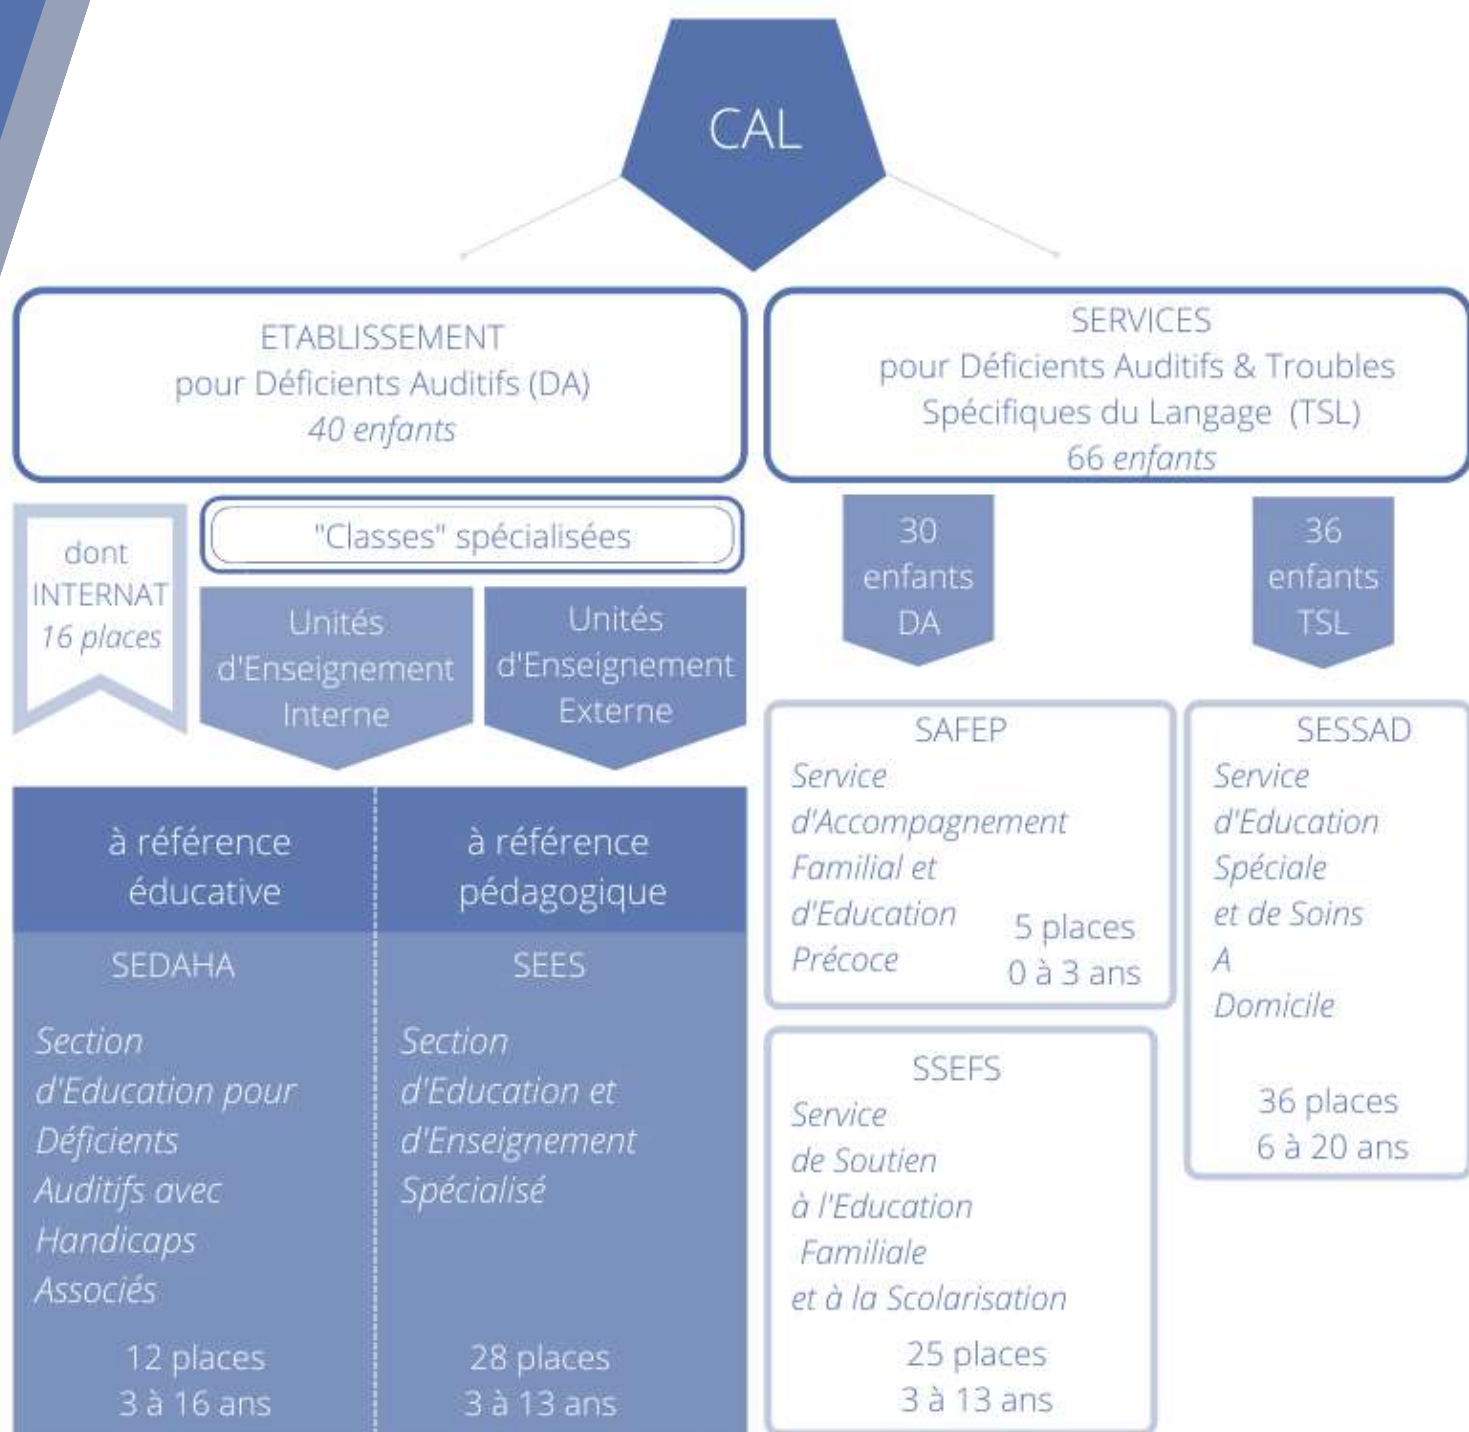 CAL
ETABLISSEMENT
pour Déficients Auditifs (DA)
40 enfants
SERVICES
pour Déficients Auditifs & Troubles
Spécifiques du Langage (TSL)
66 enfants
dont
INTERNAT
16 places
"Classes" spécialisées
Unités
d'Enseignement
Interne
Unités
d'Enseignement
Externe
à référence
éducative
à référence
pédagogique
SEDAHA
Section
d'Education pour
Déficients
Auditifs avec
Handicaps
Associés
12 places
3 à 16 ans
SEES
Section
d'Education et
d'Enseignement
Spécialisé
28 places
3 à 13 ans
30
enfants
DA
36
enfants
TSL
SAFEP
Service
d'Accompagnement
Familial et
d'Education
Précoce
5 places
0 à 3 ans
SSEFS
Service
de Soutien
à l'Education
Familiale
et à la Scolarisation
25 places
3 à 13 ans
SESSAD
Service
d'Education
Spéciale
et de Soins
A
Domicile
36 places
6 à 20 ans